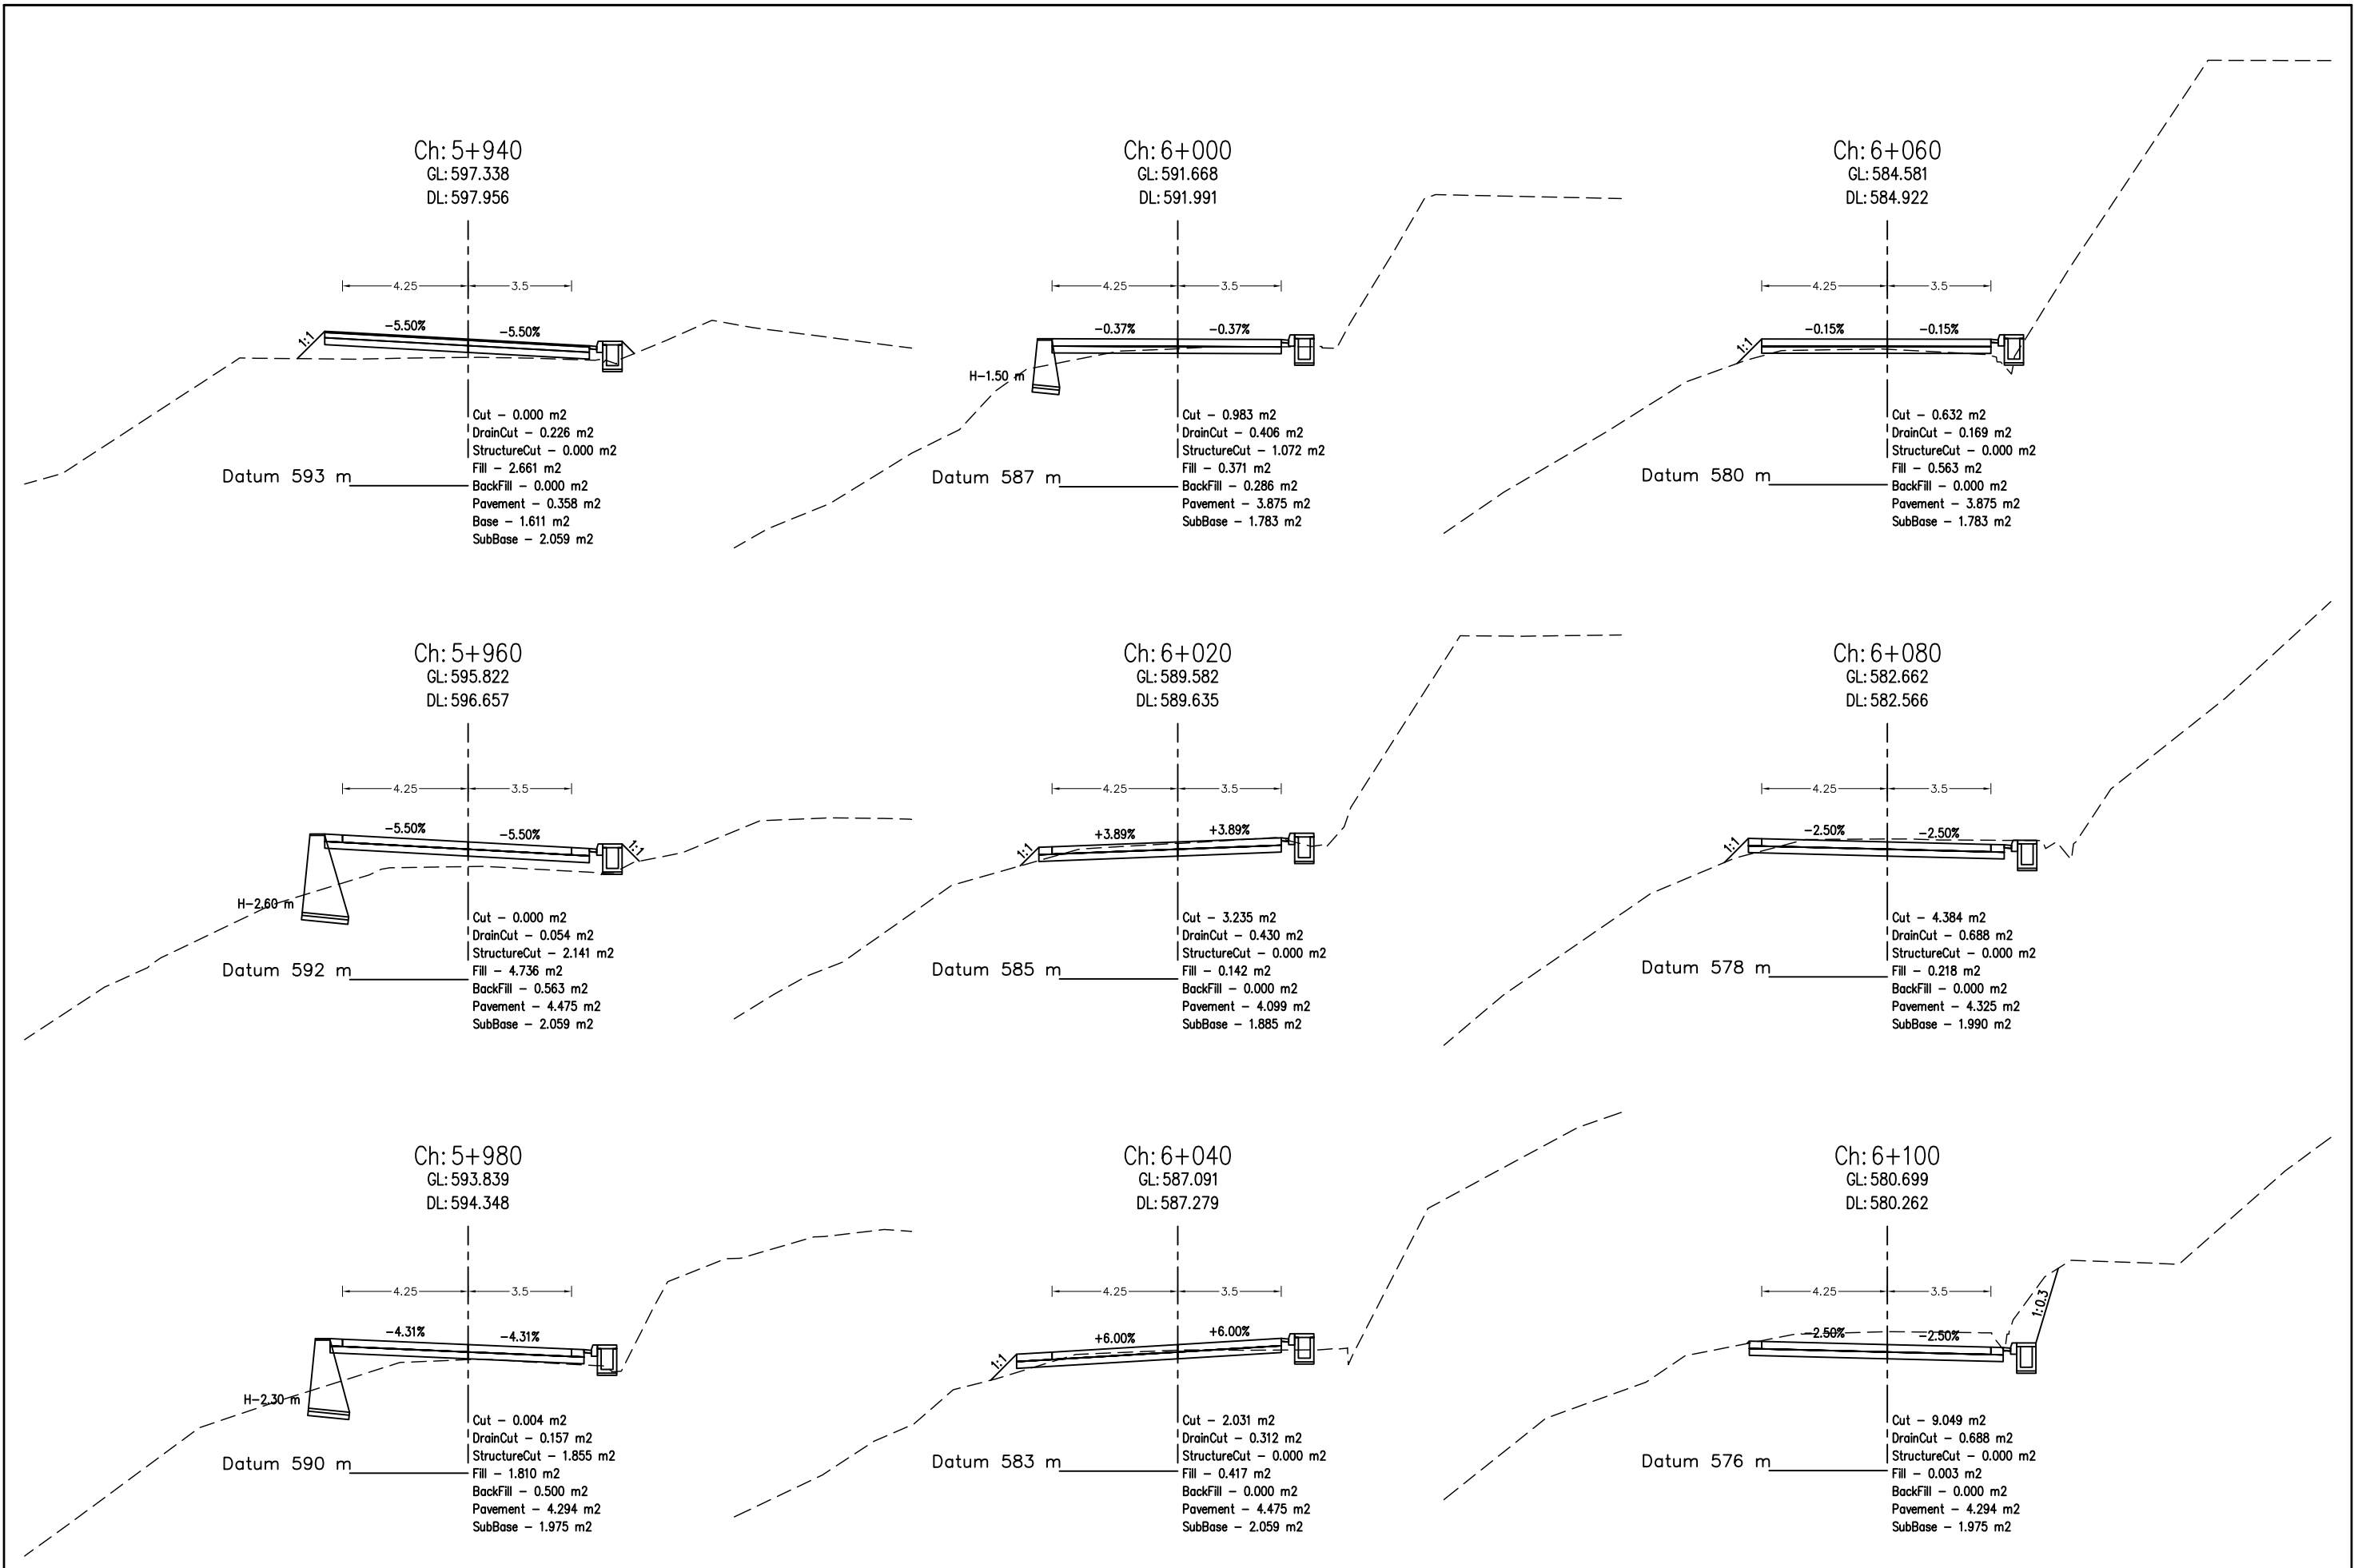 Ch: 5+940
GL: 597.338
DL: 597.956
4.25
3.5
1:1
-5.50%
-5.50%
Cut - 0.000 m2
DrainCut - 0.226 m2
StructureCut - 0.000 m2
Fill - 2.661 m2
Datum 593 m
BackFill - 0.000 m2
Pavement - 0.358 m2
Base - 1.611 m2
SubBase - 2.059 m2
Ch: 6+000
GL: 591.668
DL: 591.991
4.25
3.5
-0.37%
-0.37%
H-1.50 m
Cut - 0.983 m2
DrainCut - 0.406 m2
StructureCut - 1.072 m2
Fill - 0.371 m2
Datum 587 m
BackFill - 0.286 m2
Pavement - 3.875 m2
SubBase - 1.783 m2
Ch: 6+060
GL: 584.581
DL: 584.922
4.25
3.5
1:1
-0.15%
-0.15%
Cut - 0.632 m2
DrainCut - 0.169 m2
StructureCut - 0.000 m2
Fill - 0.563 m2
Datum 580 m
BackFill - 0.000 m2
Pavement - 3.875 m2
SubBase - 1.783 m2
Ch: 5+960
GL: 595.822
DL: 596.657
4.25
3.5
-5.50%
-5.50%
1:1
H-2.60 m
Cut - 0.000 m2
DrainCut - 0.054 m2
StructureCut - 2.141 m2
Datum 592 m
Fill - 4.736 m2
BackFill - 0.563 m2
Pavement - 4.475 m2
SubBase - 2.059 m2
Ch: 6+020
GL: 589.582
DL: 589.635
4.25
3.5
1:1
+3.89%
+3.89%
Cut - 3.235 m2
DrainCut - 0.430 m2
StructureCut - 0.000 m2
Datum 585 m
Fill - 0.142 m2
BackFill - 0.000 m2
Pavement - 4.099 m2
SubBase - 1.885 m2
Ch: 6+080
GL: 582.662
DL: 582.566
4.25
3.5
1:1
-2.50%
-2.50%
Cut - 4.384 m2
DrainCut - 0.688 m2
StructureCut - 0.000 m2
Datum 578 m
Fill - 0.218 m2
BackFill - 0.000 m2
Pavement - 4.325 m2
SubBase - 1.990 m2
Ch: 5+980
GL: 593.839
DL: 594.348
4.25
3.5
-4.31%
-4.31%
H-2.30 m
Cut - 0.004 m2
DrainCut - 0.157 m2
StructureCut - 1.855 m2
Datum 590 m
Fill - 1.810 m2
BackFill - 0.500 m2
Pavement - 4.294 m2
SubBase - 1.975 m2
Ch: 6+040
GL: 587.091
DL: 587.279
4.25
3.5
1:1
+6.00%
+6.00%
Cut - 2.031 m2
DrainCut - 0.312 m2
StructureCut - 0.000 m2
Datum 583 m
Fill - 0.417 m2
BackFill - 0.000 m2
Pavement - 4.475 m2
SubBase - 2.059 m2
Ch: 6+100
GL: 580.699
DL: 580.262
4.25
3.5
1:0.3
-2.50%
-2.50%
Cut - 9.049 m2
DrainCut - 0.688 m2
StructureCut - 0.000 m2
Datum 576 m
Fill - 0.003 m2
BackFill - 0.000 m2
Pavement - 4.294 m2
SubBase - 1.975 m2